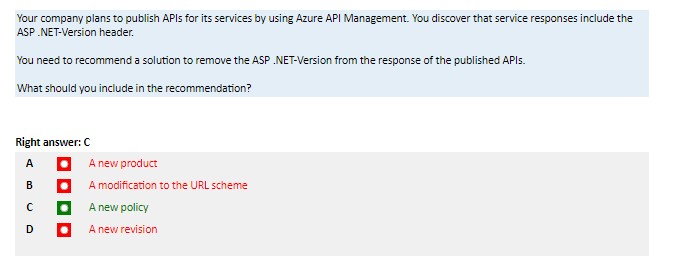 Your company plans to publish APIs for its services by using Azure API Management. You discover that service responses include the
ASP .NET-Version header.
You need to recommend a solution to remove the ASP .NET-Version from the response of the published APIs.
What should you include in the recommendation?
Right answer: C
A A new product
B A modification to the URL scheme
C A new policy
D A new revision